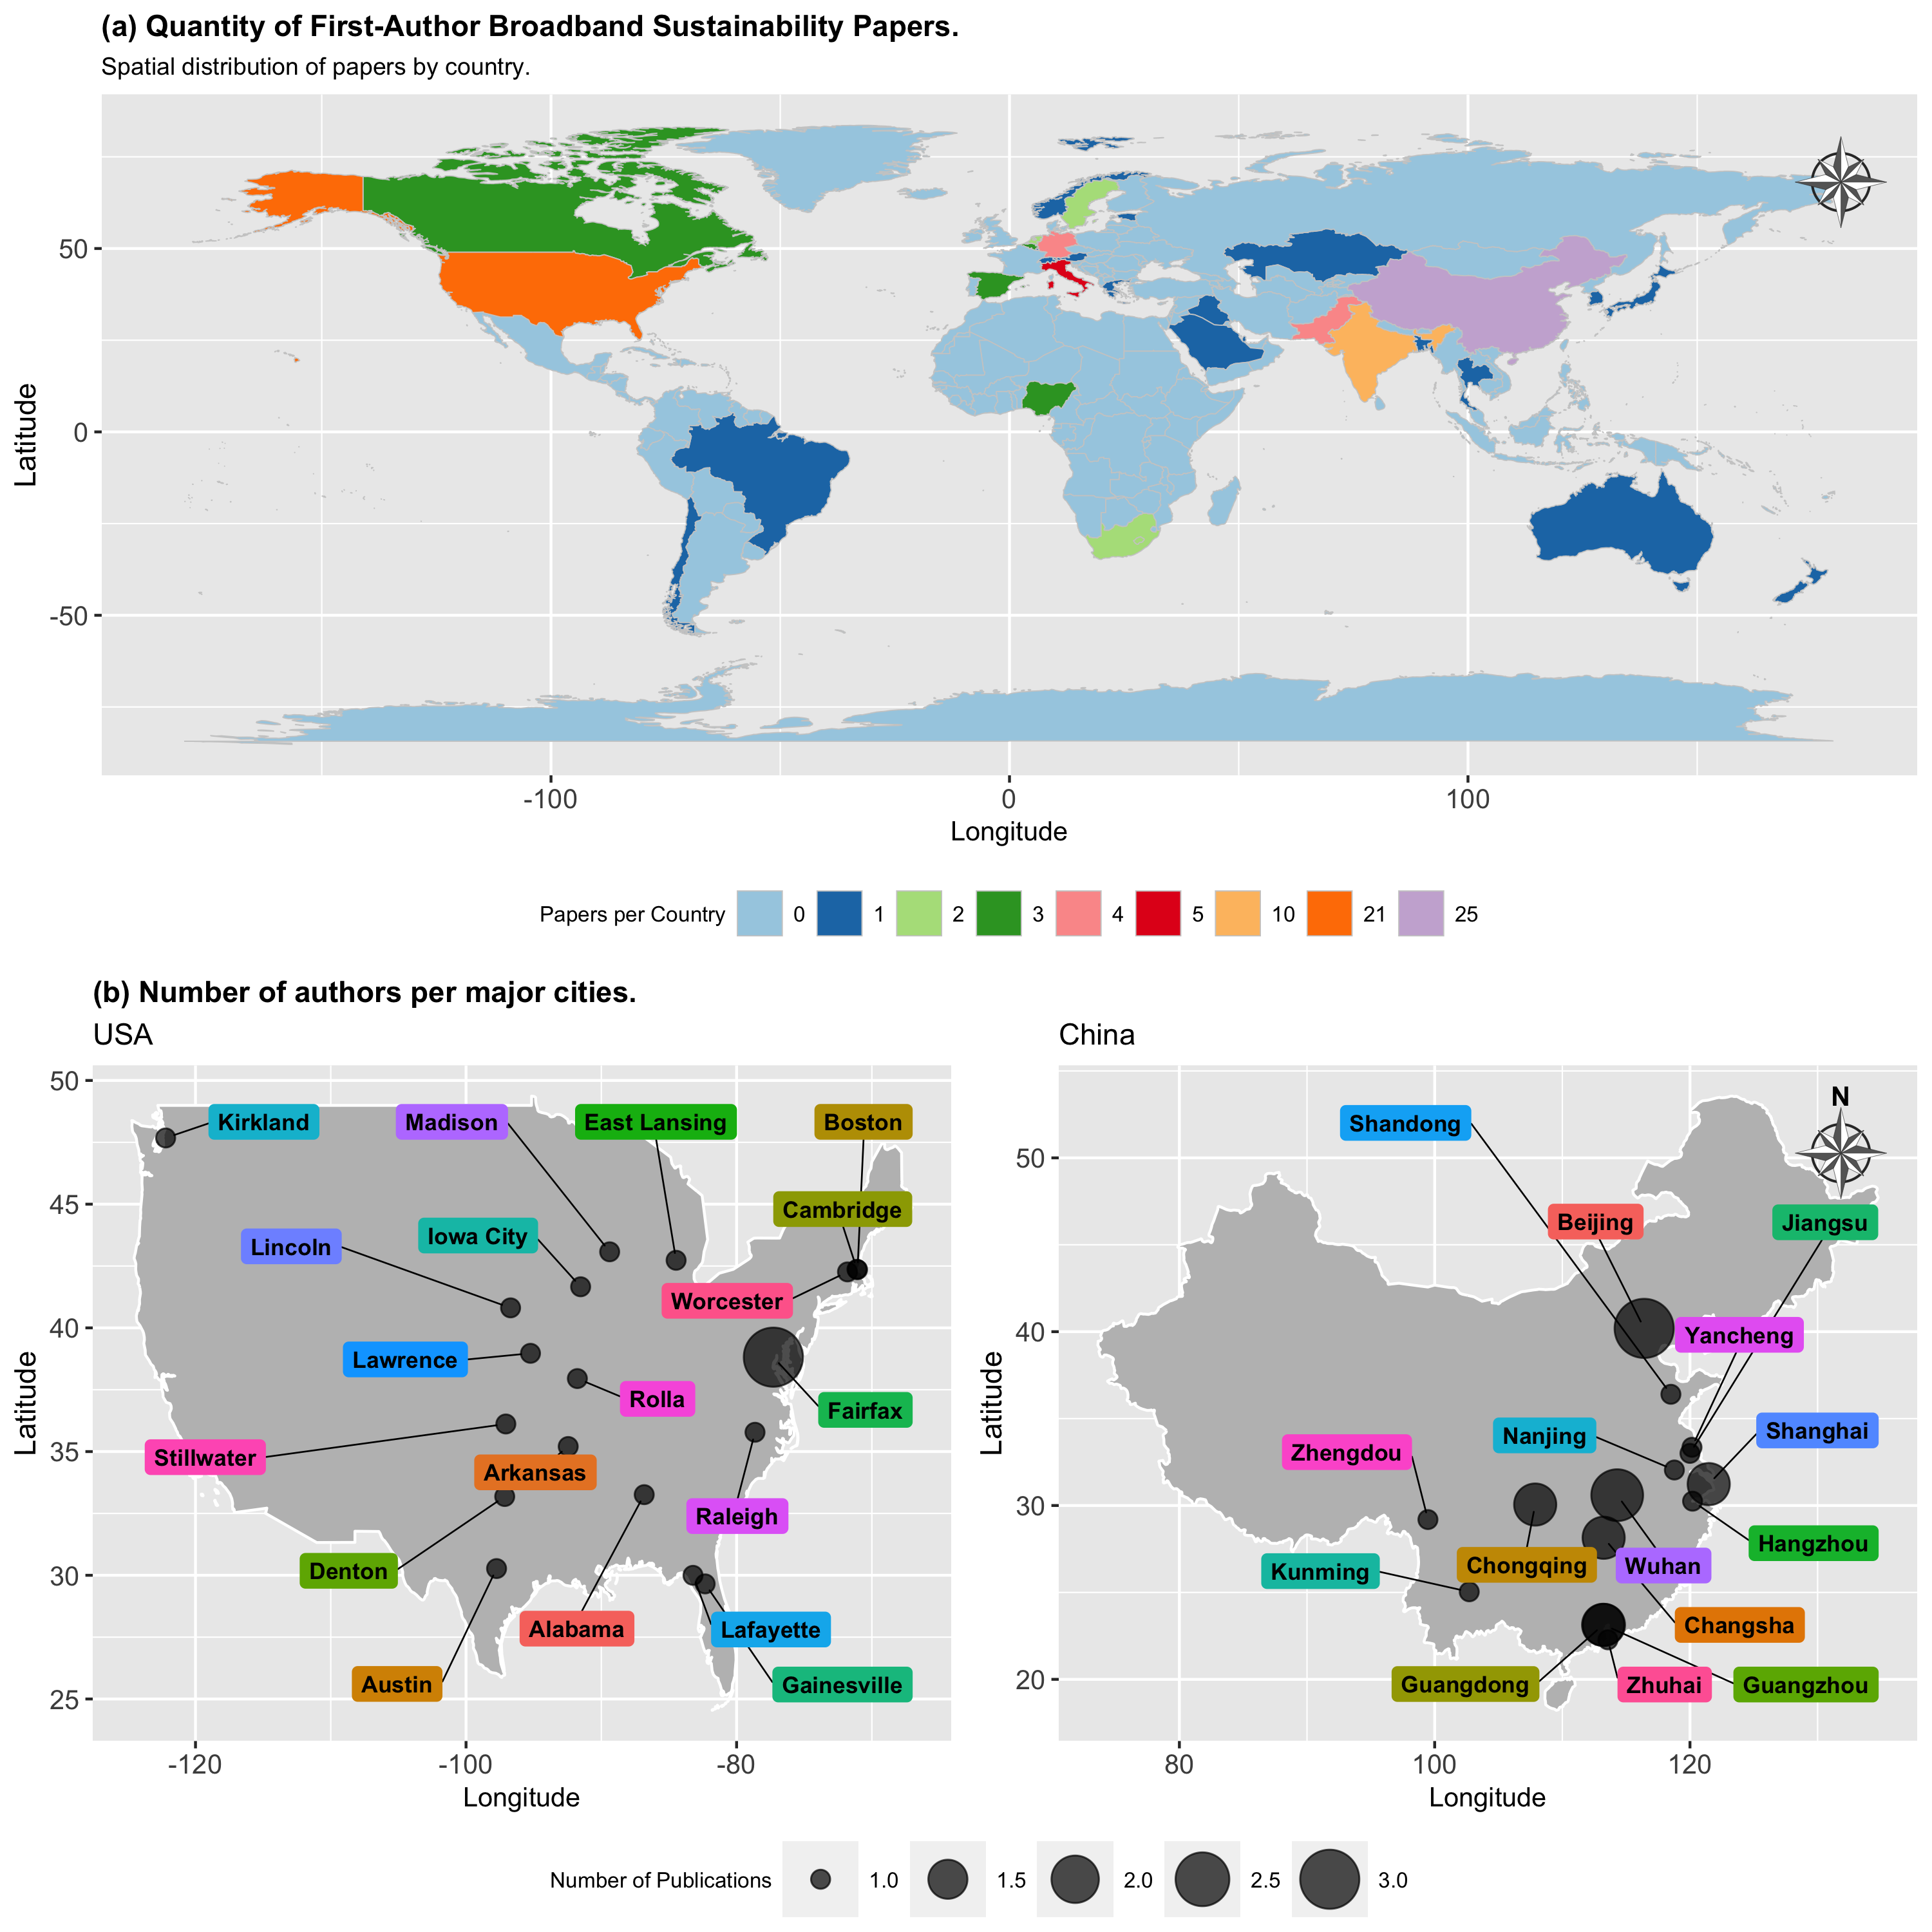 (a) Quantity of First-Author Broadband Sustainability Papers.
Spatial distribution of papers by country.
Latitude
50
0
-50
-100 0 100
Longitude
Papers per Country 0 1 2 3 4 5 10 21 25
(b) Number of authors per major cities.
USA
Latitude
50
45
40
35
30
25
Kirkland
Madison
East Lansing
Boston
Cambridge
Iowa City
Lincoln
Worcester
Lawrence
Rolla
Fairfax
Stillwater
Arkansas
Raleigh
Denton
Alabama
Lafayette
Austin
Gainesville
-120 -100 -80
Longitude
China
Latitude
50
40
30
20
N
Shandong
Beijing
Jiangsu
Yancheng
Shanghai
Nanjing
Zhengdou
Hangzhou
Chongqing
Wuhan
Kunming
Changsha
Guangdong
Zhuhai
Guangzhou
80 100 120
Longitude
Number of Publications 1.0 1.5 2.0 2.5 3.0